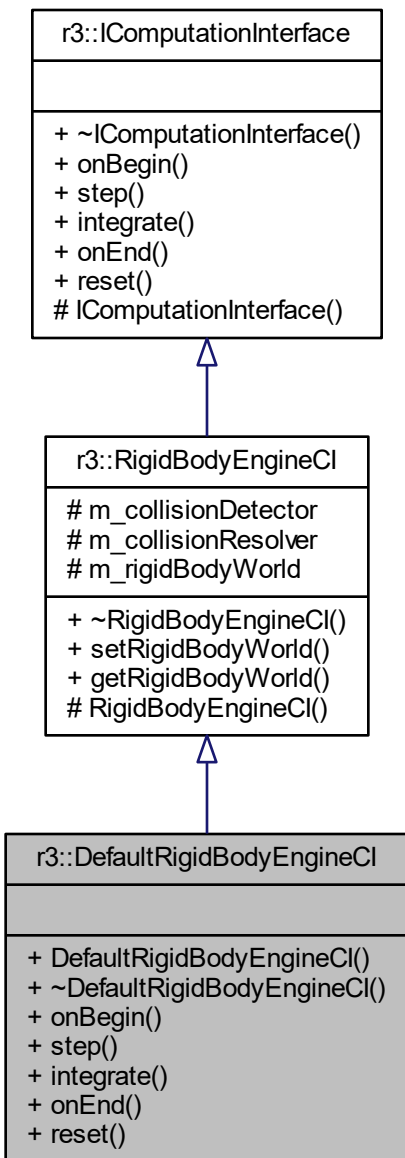 r3::IComputationInterface
+ ~IComputationInterface()
+ onBegin()
+ step()
+ integrate()
+ onEnd()
+ reset()
# IComputationInterface()
r3::RigidBodyEngineCI
# m_collisionDetector
# m_collisionResolver
# m_rigidBodyWorld
+ ~RigidBodyEngineCI()
+ setRigidBodyWorld()
+ getRigidBodyWorld()
# RigidBodyEngineCI()
r3::DefaultRigidBodyEngineCI
+ DefaultRigidBodyEngineCI()
+ ~DefaultRigidBodyEngineCI()
+ onBegin()
+ step()
+ integrate()
+ onEnd()
+ reset()